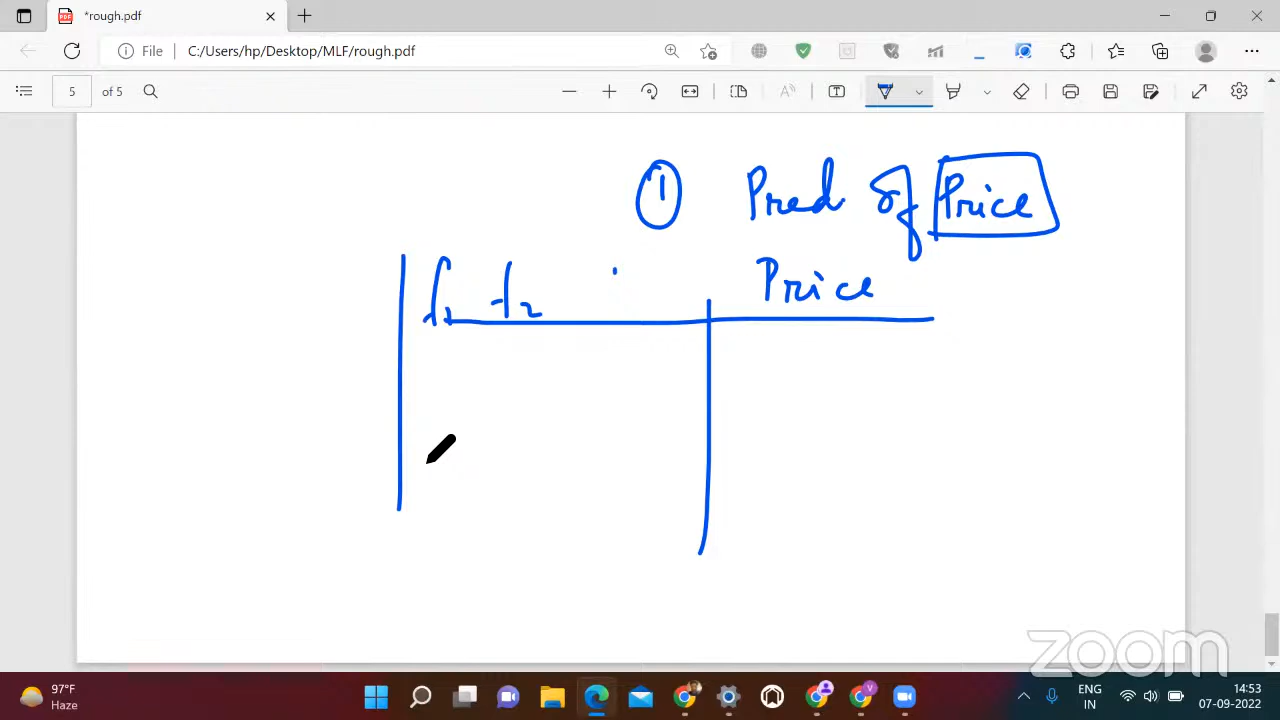 *rough.pdf
File C:/Users/hp/Desktop/MLF/rough.pdf
5 of 5
① Pred of Price
f1 f2 . Price
zoom
97°F
Haze
ENG
IN
14:53
07-09-2022